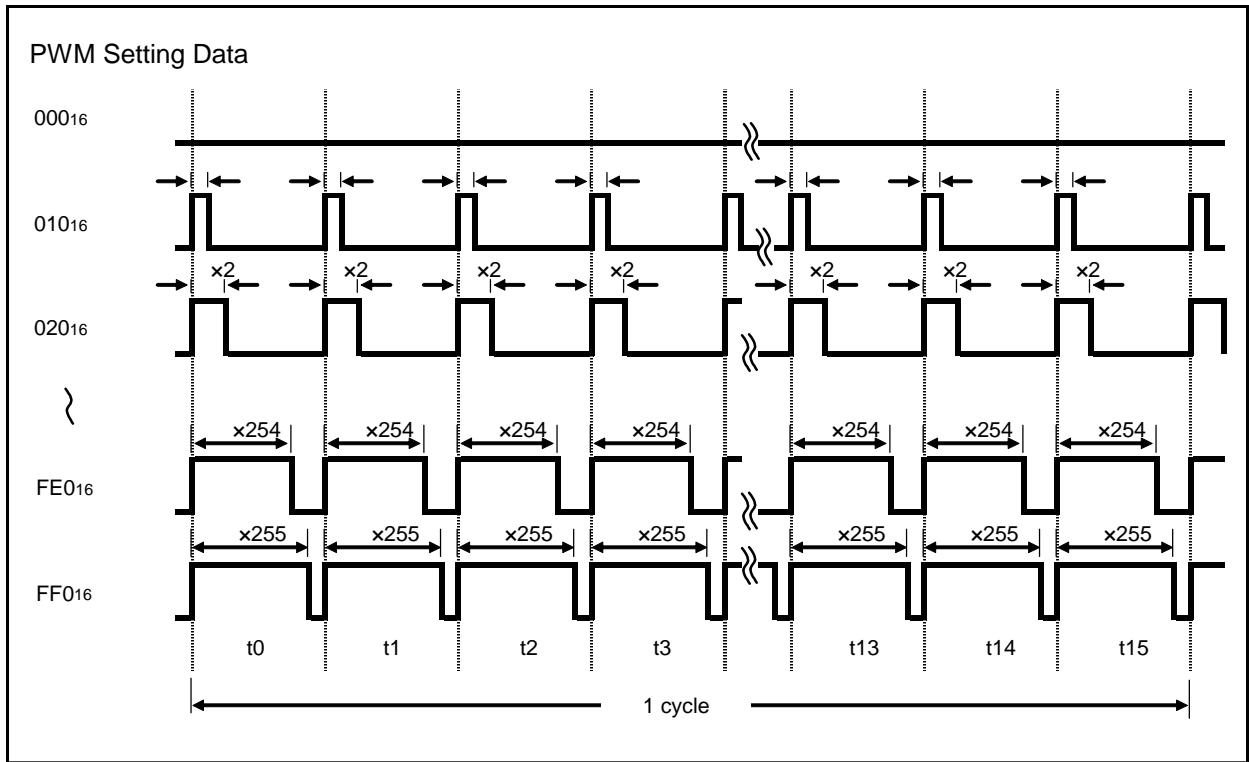 PWM Setting Data
00016
01016
×2 ×2 ×2 ×2 ×2 ×2 ×2
02016
×254 ×254 ×254 ×254 ×254 ×254 ×254
FE016
×255 ×255 ×255 ×255 ×255 ×255 ×255
FF016
t0 t1 t2 t3 t13 t14 t15
1 cycle